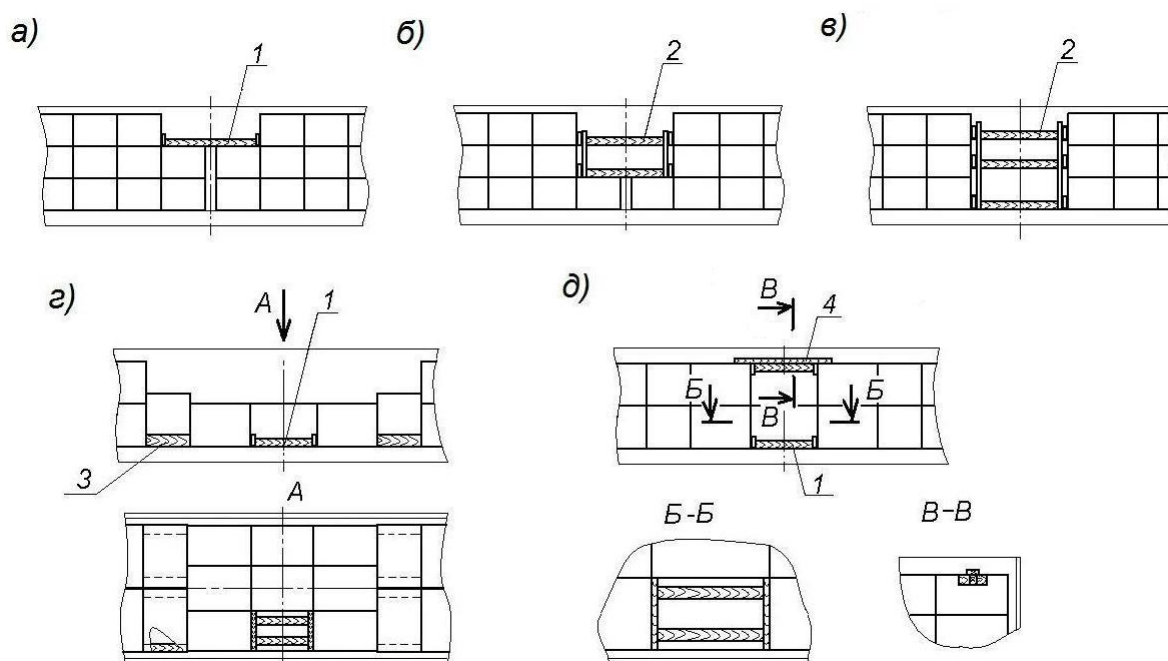 а) 1
б) 2
в) 2
г) А 1
3
д) В 4
Б В Б
1
А
Б-Б
В-В